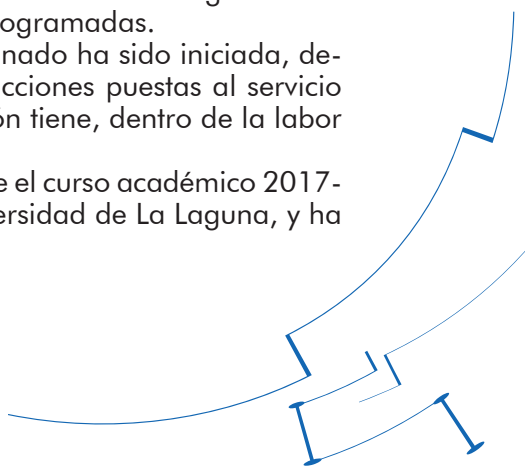 ogramadas.
nado ha sido iniciada, de-
cciones puestas al servicio
ón tiene, dentro de la labor
e el curso académico 2017-
ersidad de La Laguna, y ha